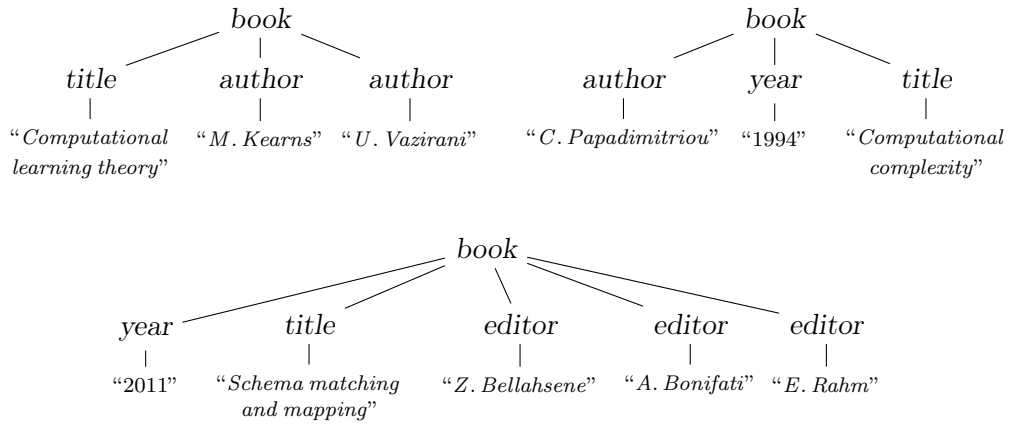 book book
title author author author year title
“Computational “M. Kearns” “U. Vazirani” “C. Papadimitriou” “1994” “Computational
learning theory” complexity”
book
year title editor editor editor
“2011” “Schema matching “Z. Bellahsene” “A. Bonifati” “E. Rahm”
and mapping”